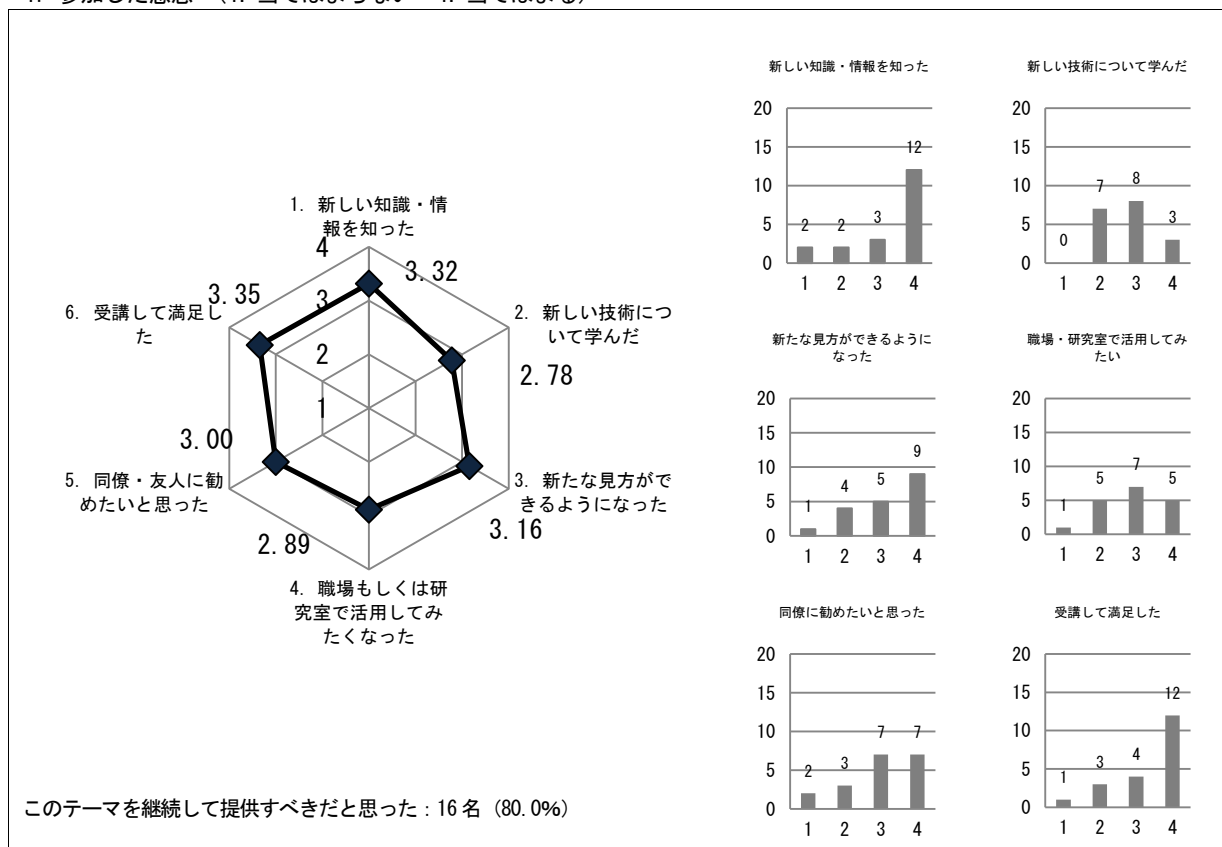 1. 新しい知識・情
報を知った
4
3.32
3.35
3
6. 受講して満足し
た
2. 新しい技術につ
いて学んだ
2
2.78
1
3.00
5. 同僚・友人に勧
めたいと思った
3. 新たな見方がで
きるようになった
3.16
2.89
4. 職場もしくは研
究室で活用してみ
たくなった
このテーマを継続して提供すべきだと思った：16名（80.0%）
新しい知識・情報を知った
20
15
10
5
0
2
2
3
12
1 2 3 4
新しい技術について学んだ
20
15
10
5
0
0
7
8
3
1 2 3 4
新たな見方ができるように
なった
20
15
10
5
0
1
4
5
9
1 2 3 4
職場・研究室で活用してみ
たい
20
15
10
5
0
1
5
7
5
1 2 3 4
同僚に勧めたいと思った
20
15
10
5
0
2
3
7
7
1 2 3 4
受講して満足した
20
15
10
5
0
1
3
4
12
1 2 3 4